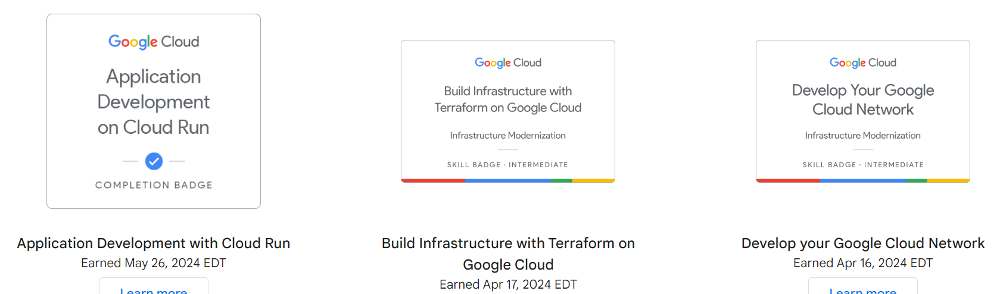 Google Cloud
Application
Development
on Cloud Run
COMPLETION BADGE
Application Development with Cloud Run
Earned May 26, 2024 EDT
Learn more
Google Cloud
Build Infrastructure with
Terraform on Google Cloud
Infrastructure Modernization
SKILL BADGE · INTERMEDIATE
Build Infrastructure with Terraform on
Google Cloud
Earned Apr 17, 2024 EDT
Google Cloud
Develop Your Google
Cloud Network
Infrastructure Modernization
SKILL BADGE · INTERMEDIATE
Develop your Google Cloud Network
Earned Apr 16, 2024 EDT
Learn more